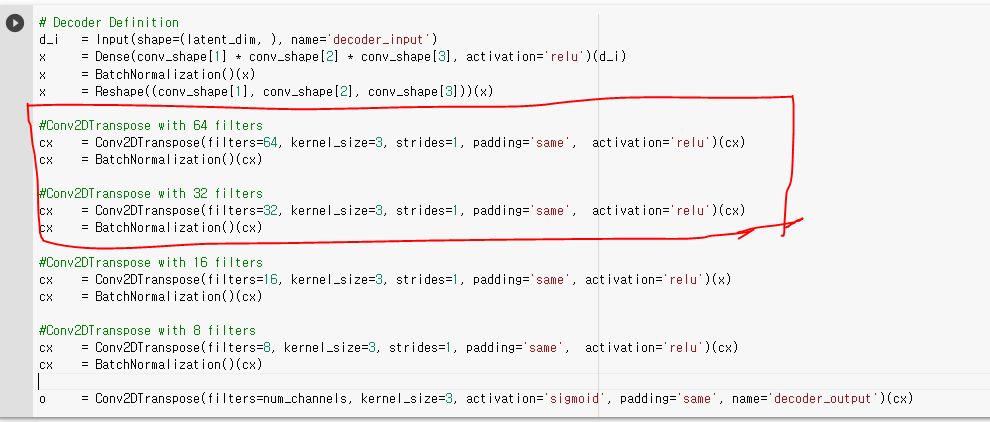 # Decoder Definition
d_i   = Input(shape=(latent_dim, ), name='decoder_input')
x     = Dense(conv_shape[1] * conv_shape[2] * conv_shape[3], activation='relu')(d_i)
x     = BatchNormalization()(x)
x     = Reshape((conv_shape[1], conv_shape[2], conv_shape[3]))(x)
#Conv2DTranspose with 64 filters
cx    = Conv2DTranspose(filters=64, kernel_size=3, strides=1, padding='same',  activation='relu')(cx)
cx    = BatchNormalization()(cx)
#Conv2DTranspose with 32 filters
cx    = Conv2DTranspose(filters=32, kernel_size=3, strides=1, padding='same',  activation='relu')(cx)
cx    = BatchNormalization()(cx)
#Conv2DTranspose with 16 filters
cx    = Conv2DTranspose(filters=16, kernel_size=3, strides=1, padding='same', activation='relu')(x)
cx    = BatchNormalization()(cx)
#Conv2DTranspose with 8 filters
cx    = Conv2DTranspose(filters=8, kernel_size=3, strides=1, padding='same',  activation='relu')(cx)
cx    = BatchNormalization()(cx)
o     = Conv2DTranspose(filters=num_channels, kernel_size=3, activation='sigmoid', padding='same', name='decoder_output')(cx)